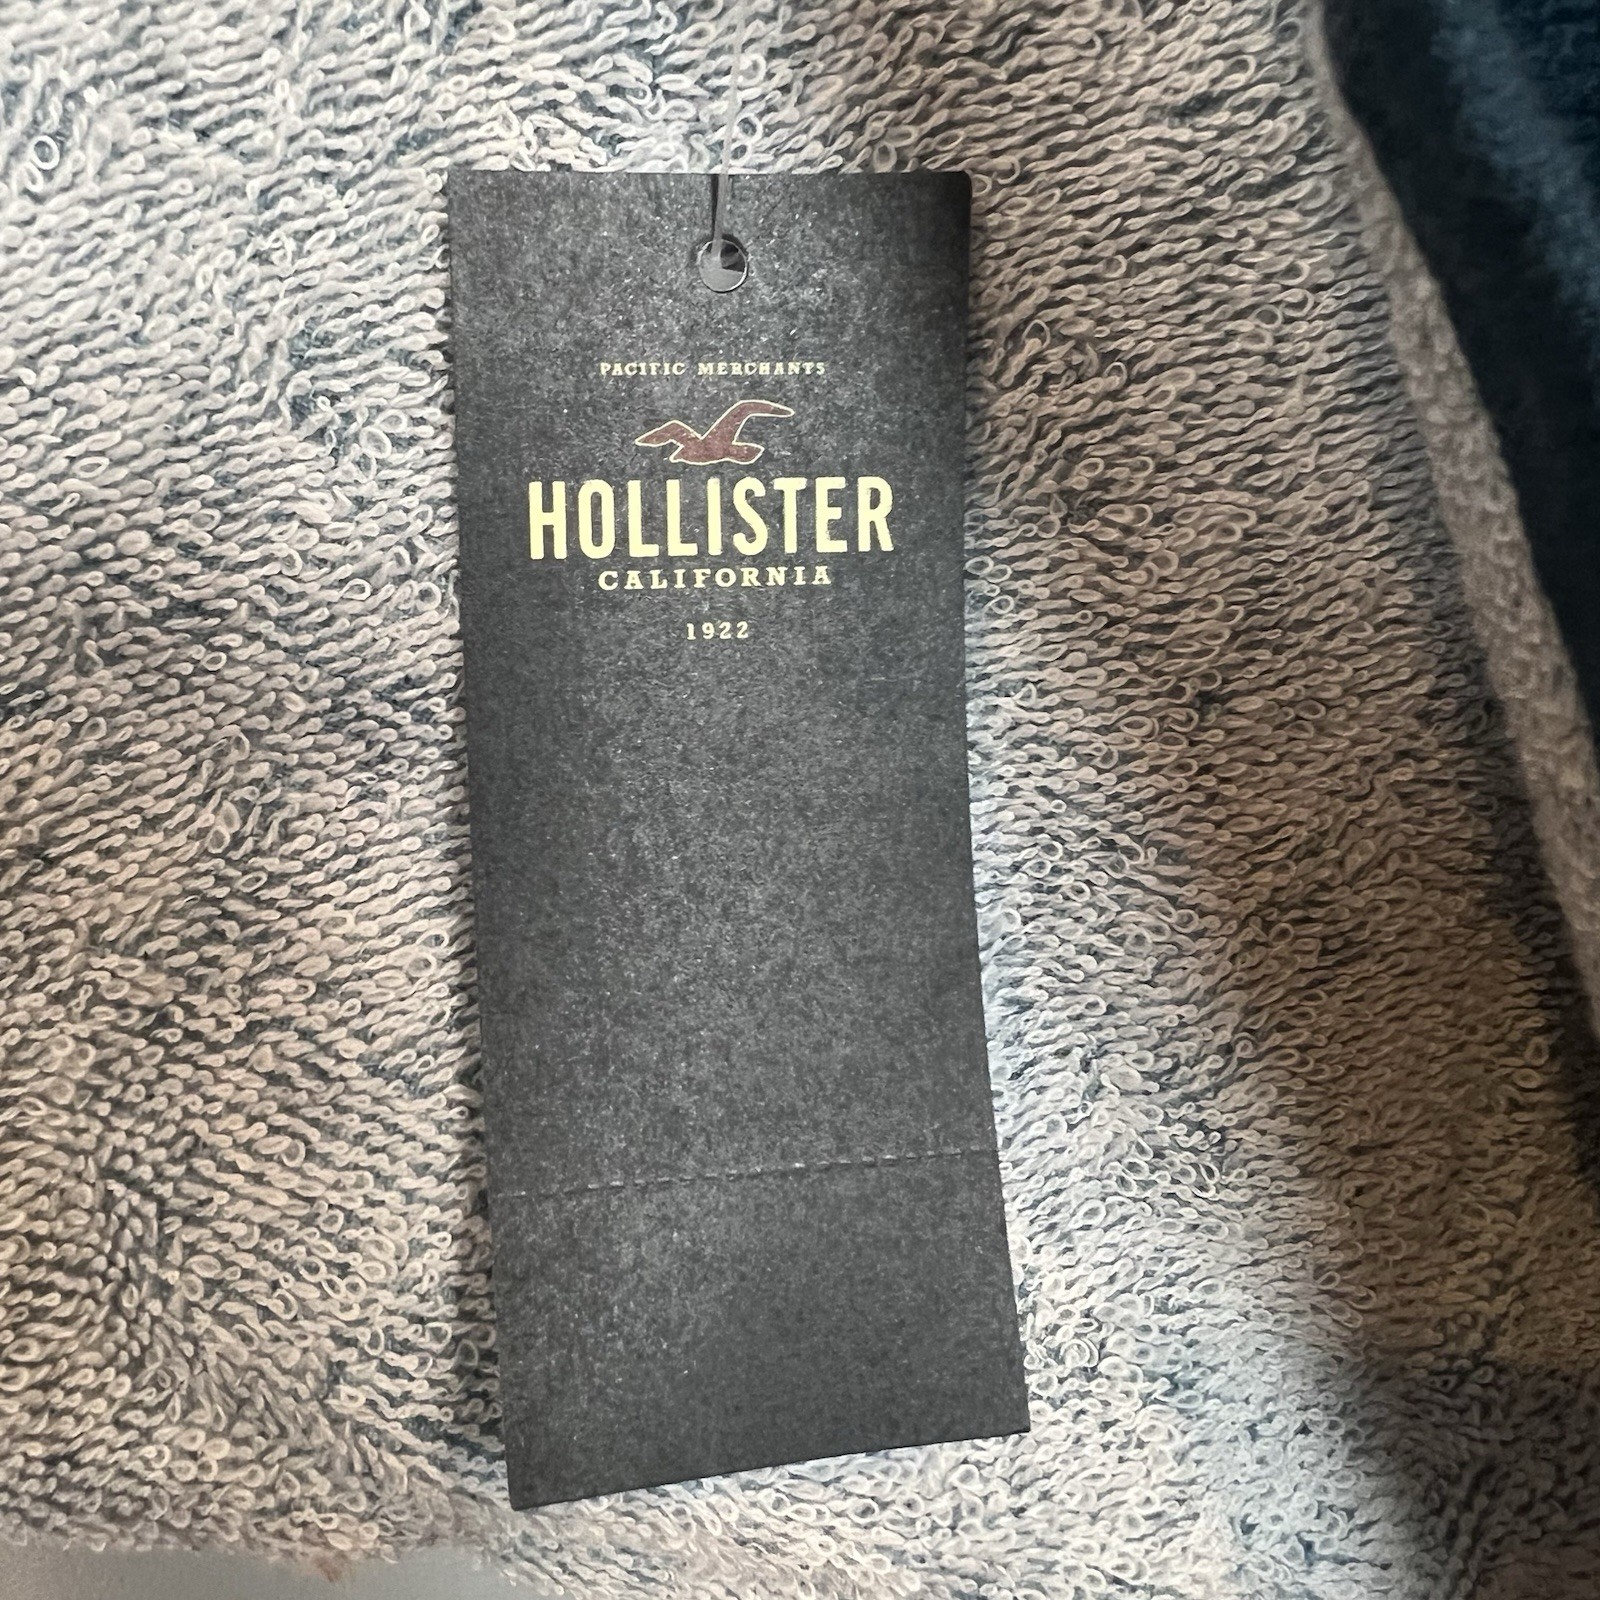 PACIFIC MERCHANTS
HOLLISTER
CALIFORNIA
1922